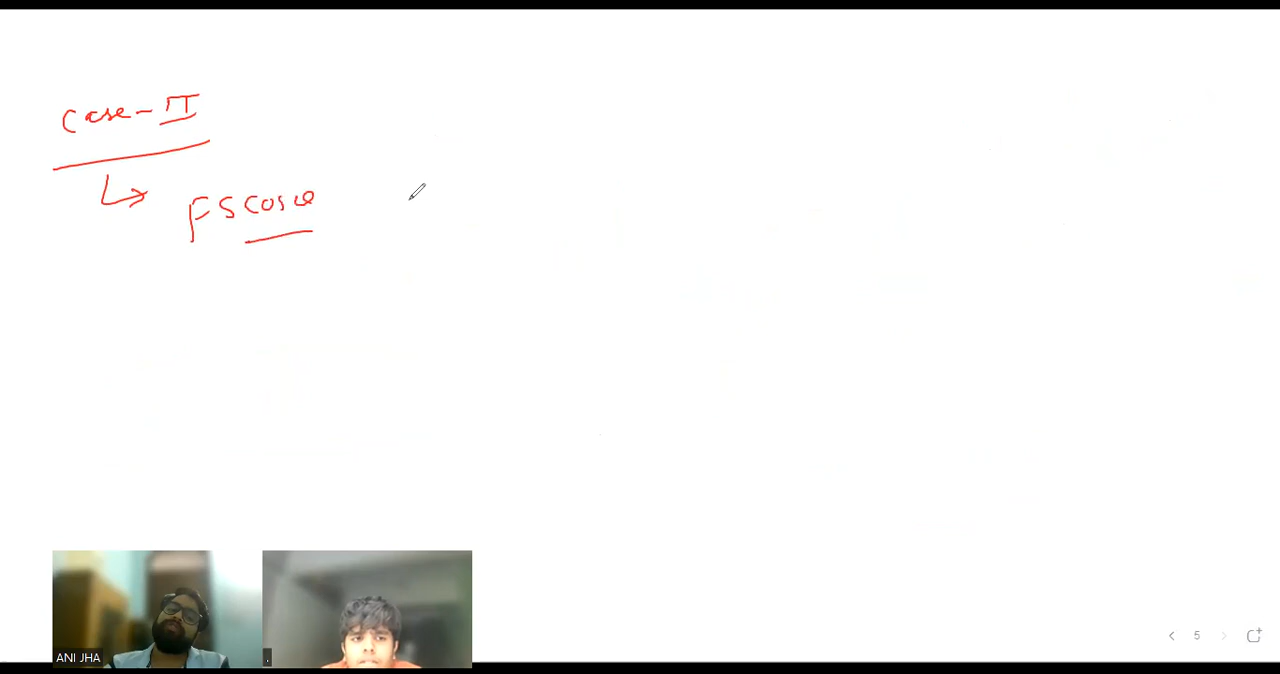 Case-II
↳ FS cosθ
ANI JHA
.
5